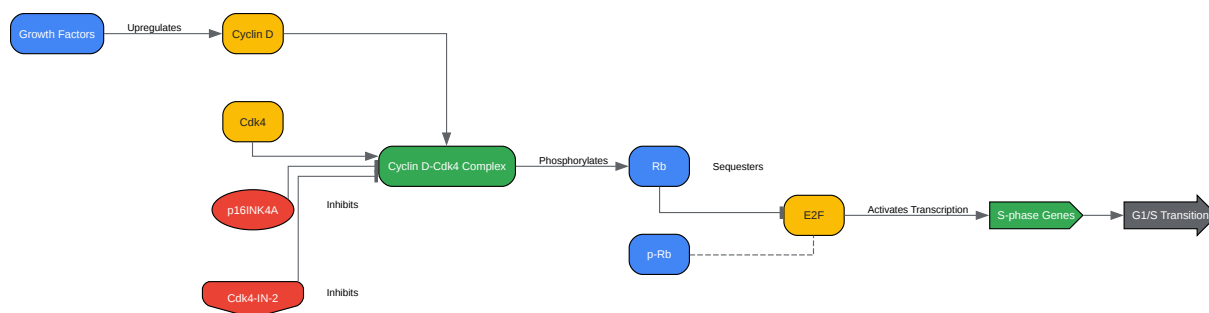 Growth Factors
Upregulates
Cyclin D
Cdk4
Cyclin D-Cdk4 Complex
Phosphorylates
Rb
Sequesters
p16INK4A
Inhibits
E2F
Activates Transcription
S-phase Genes
G1/S Transition
p-Rb
Cdk4-IN-2
Inhibits